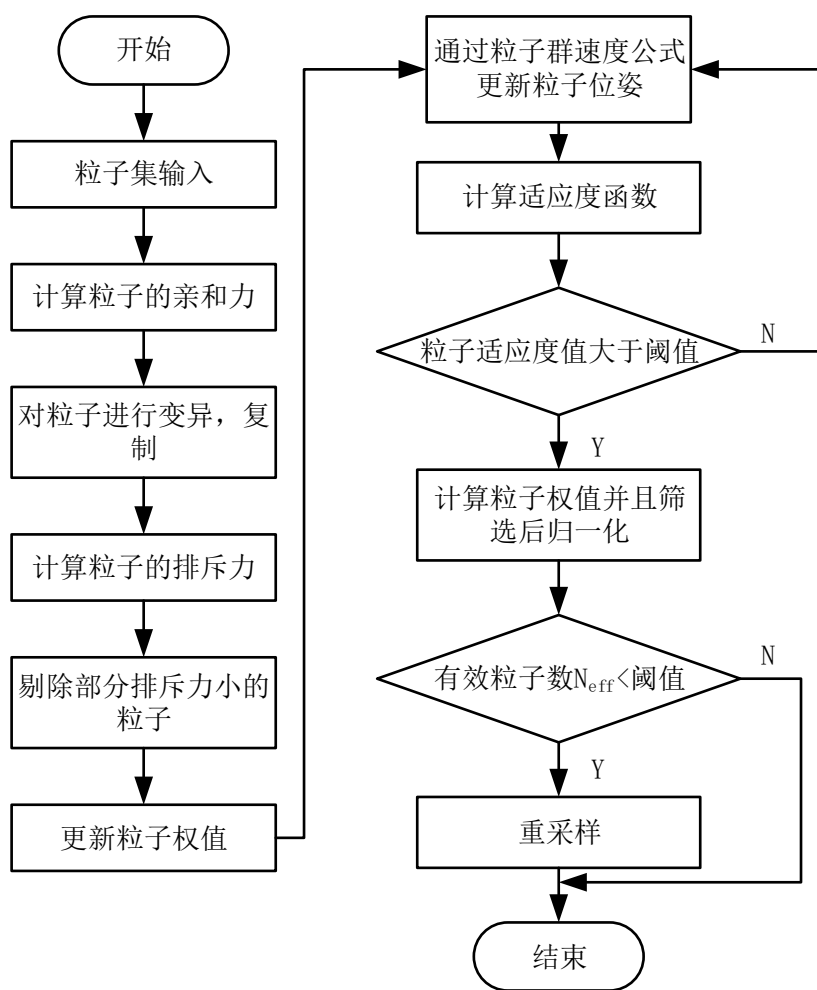 开始
粒子集输入
计算粒子的亲和力
对粒子进行变异，复
制
计算粒子的排斥力
剔除部分排斥力小的
粒子
更新粒子权值
通过粒子群速度公式
更新粒子位姿
计算适应度函数
粒子适应度值大于阈值
N
Y
计算粒子权值并且筛
选后归一化
有效粒子数Neff<阈值
N
Y
重采样
结束